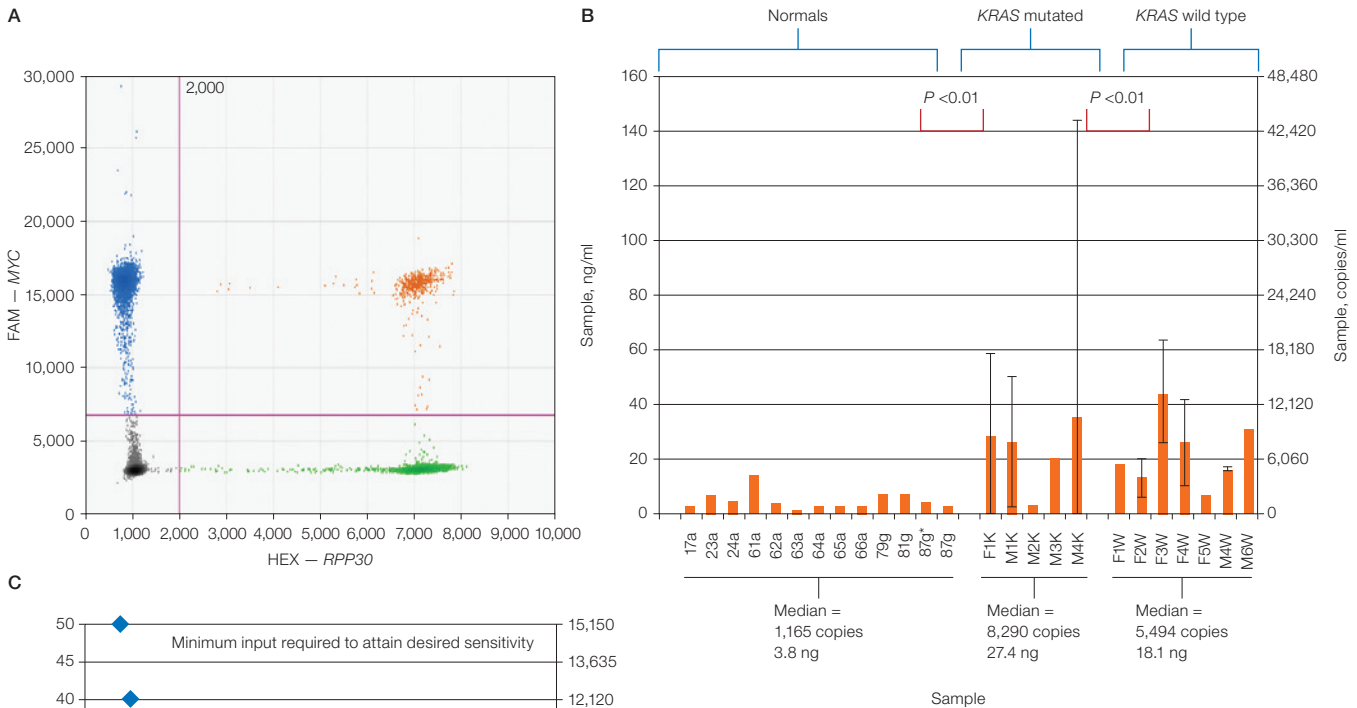 A
30,000
25,000
20,000
15,000
10,000
5,000
0
FAM — MYC
2,000
0 1,000 2,000 3,000 4,000 5,000 6,000 7,000 8,000 9,000 10,000
HEX — RPP30
B
Normals KRAS mutated KRAS wild type
P <0.01 P <0.01
160 48,480
140 42,420
120 36,360
100 30,300
80 24,240
60 18,180
40 12,120
20 6,060
0 0
Sample, ng/ml
Sample, copies/ml
17a 23a 24a 61a 62a 63a 64a 65a 66a 79g 81g 87g* 87g F1K M1K M2K M3K M4K F1W F2W F3W F4W F5W M4W M6W
Median =
1,165 copies
3.8 ng
Median =
8,290 copies
27.4 ng
Median =
5,494 copies
18.1 ng
Sample
C
50 15,150
Minimum input required to attain desired sensitivity
45 13,635
40 12,120